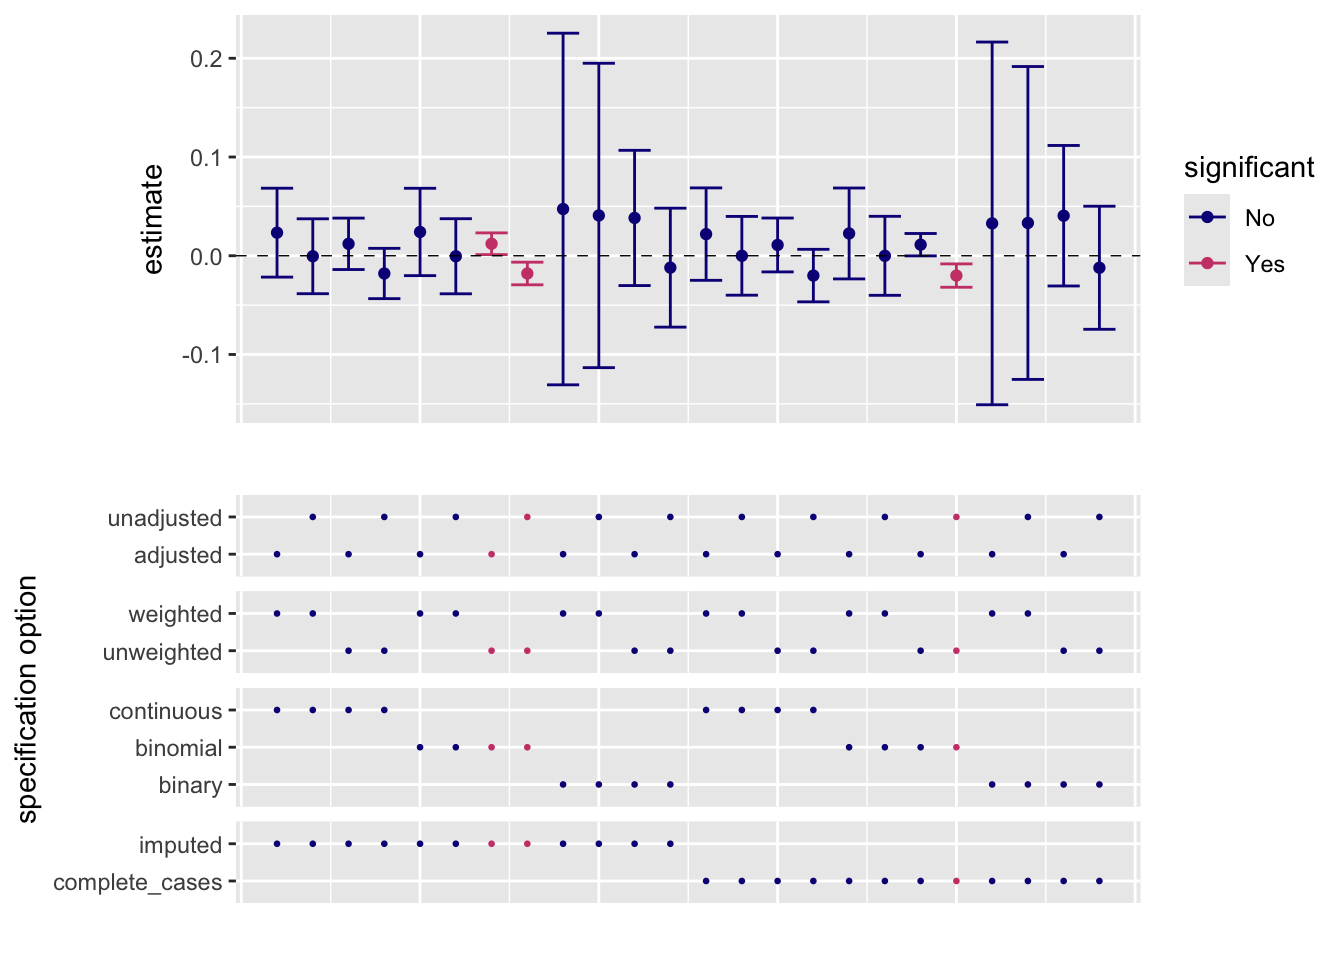 0.2
0.1
0.0
-0.1
estimate
significant
No
Yes
unadjusted
adjusted
weighted
unweighted
continuous
binomial
binary
imputed
complete_cases
specification option